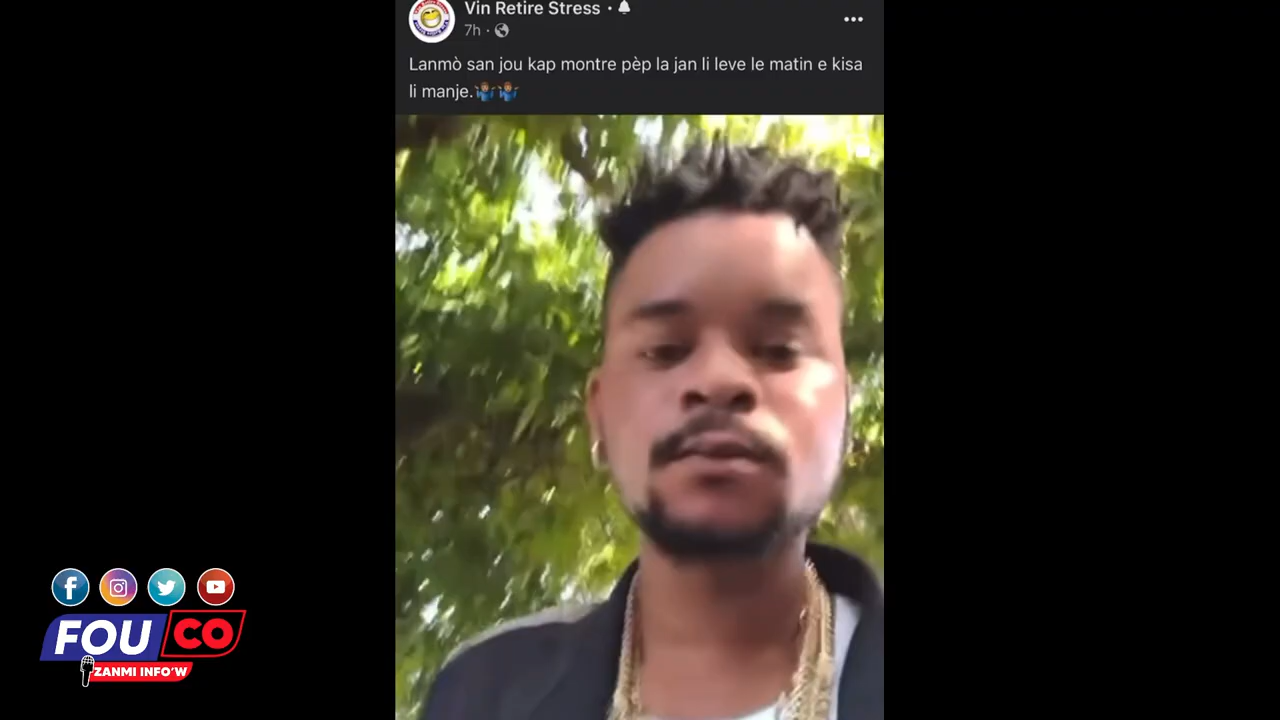 Vin Retire Stress ·
7h ·
Lanmò san jou kap montre pèp la jan li leve le matin e kisa
li manje.🤷🏽‍♂️🤷🏽‍♂️
FOU CO
ZANMI INFO'W